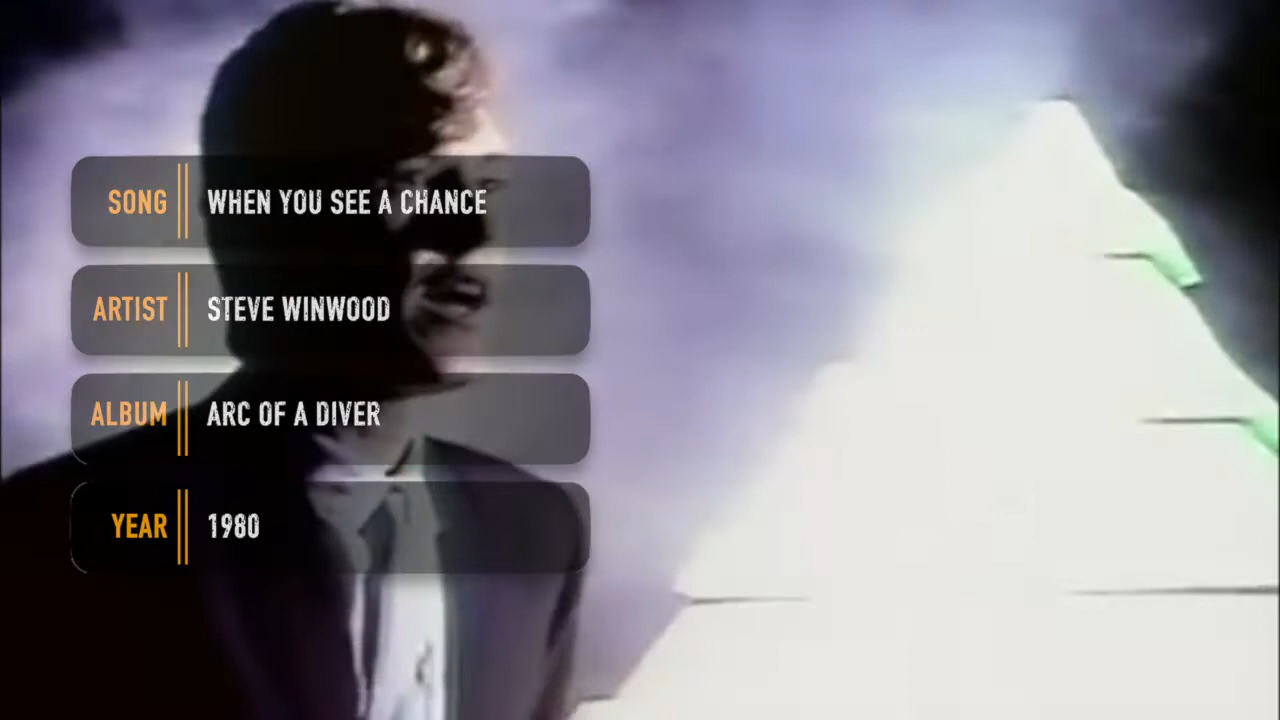 SONG WHEN YOU SEE A CHANCE
ARTIST STEVE WINWOOD
ALBUM ARC OF A DIVER
YEAR 1980